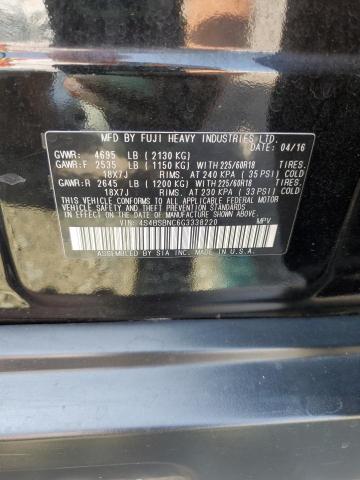 MFD. BY FUJI HEAVY INDUSTRIES LTD.
DATE: 04/16
GVWR: 4695 LB (2130 KG)
GAWR:F 2535 LB (1150 KG) WITH 225/60R18 TIRES.
18X7J RIMS. AT 240 KPA (35 PSI) COLD
GAWR:R 2645 LB (1200 KG) WITH 225/60R18 TIRES.
18X7J RIMS. AT 230 KPA (33 PSI) COLD
THIS VEHICLE CONFORMS TO ALL APPLICABLE FEDERAL
MOTOR VEHICLE SAFETY, BUMPER, AND THEFT PREVENTION
STANDARDS IN EFFECT ON THE DATE OF MANUFACTURE
SHOWN ABOVE.
VIN: 4S4BSBNC6G3338220 MPV
ASSEMBLED BY SIA INC. MADE IN U.S.A.